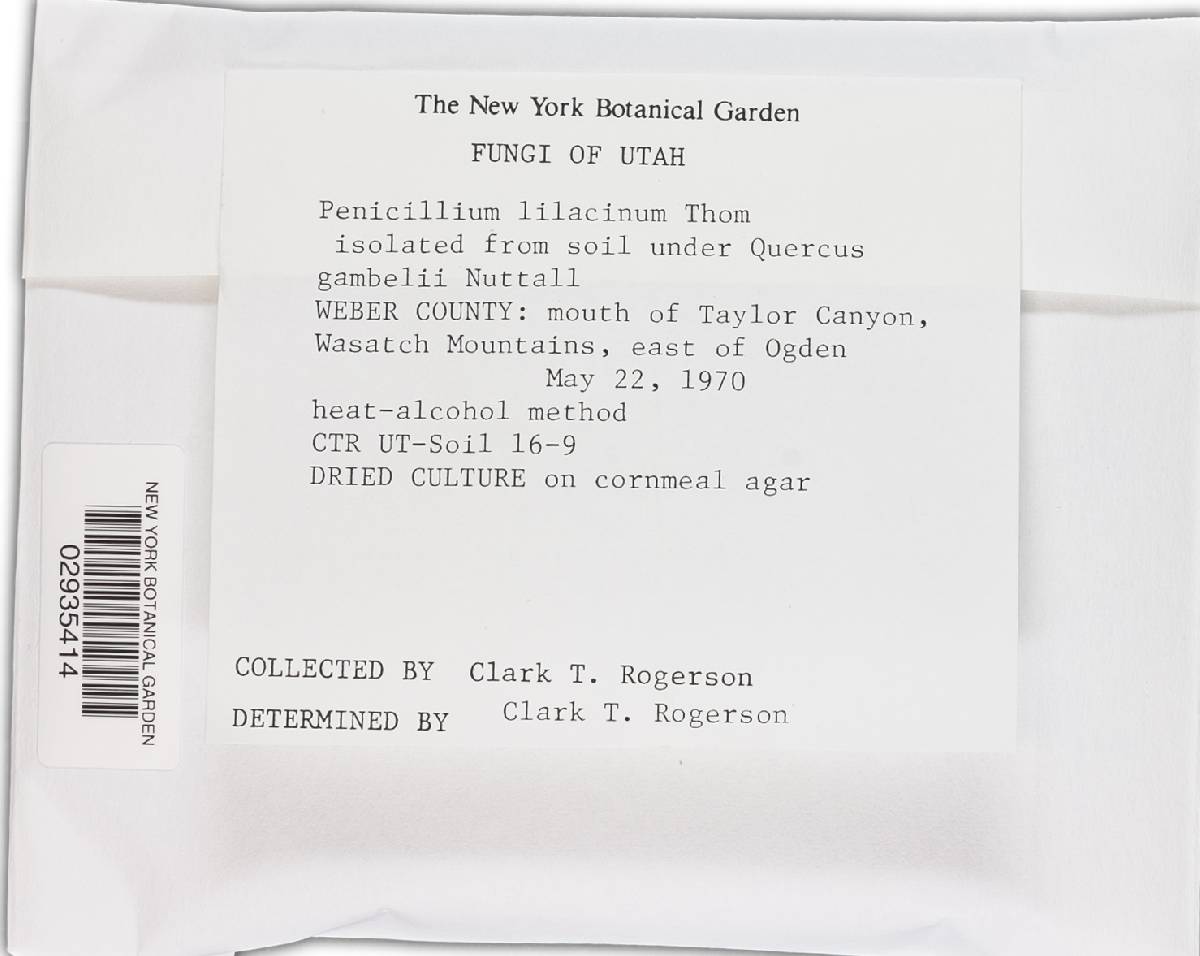 The New York Botanical Garden
FUNGI OF UTAH
Penicillium lilacinum Thom
isolated from soil under Quercus
gambelii Nuttall
WEBER COUNTY: mouth of Taylor Canyon,
Wasatch Mountains, east of Ogden
May 22, 1970
heat-alcohol method
CTR UT-Soil 16-9
DRIED CULTURE on cornmeal agar
COLLECTED BY Clark T. Rogerson
DETERMINED BY Clark T. Rogerson
NEW YORK BOTANICAL GARDEN
02935414